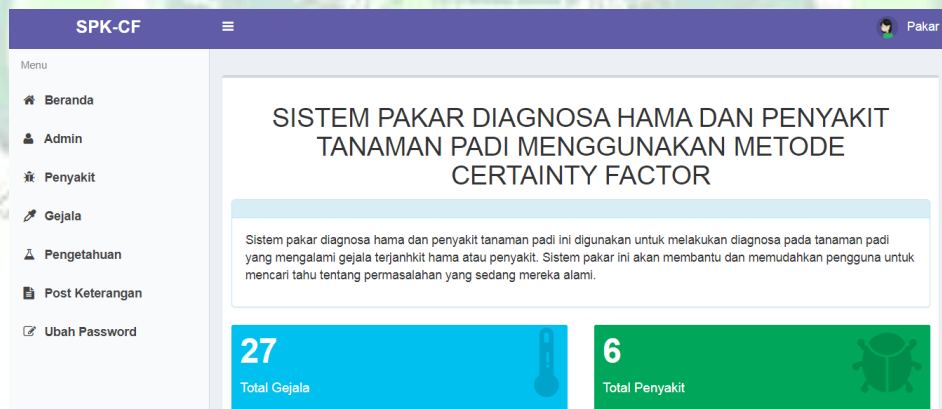 SPK-CF
Pakar
Menu
Beranda
Admin
Penyakit
Gejala
Pengetahuan
Post Keterangan
Ubah Password
SISTEM PAKAR DIAGNOSA HAMA DAN PENYAKIT
TANAMAN PADI MENGGUNAKAN METODE
CERTAINTY FACTOR
Sistem pakar diagnosa hama dan penyakit tanaman padi ini digunakan untuk melakukan diagnosa pada tanaman padi
yang mengalami gejala terjanhkit hama atau penyakit. Sistem pakar ini akan membantu dan memudahkan pengguna untuk
mencari tahu tentang permasalahan yang sedang mereka alami.
27
Total Gejala
6
Total Penyakit